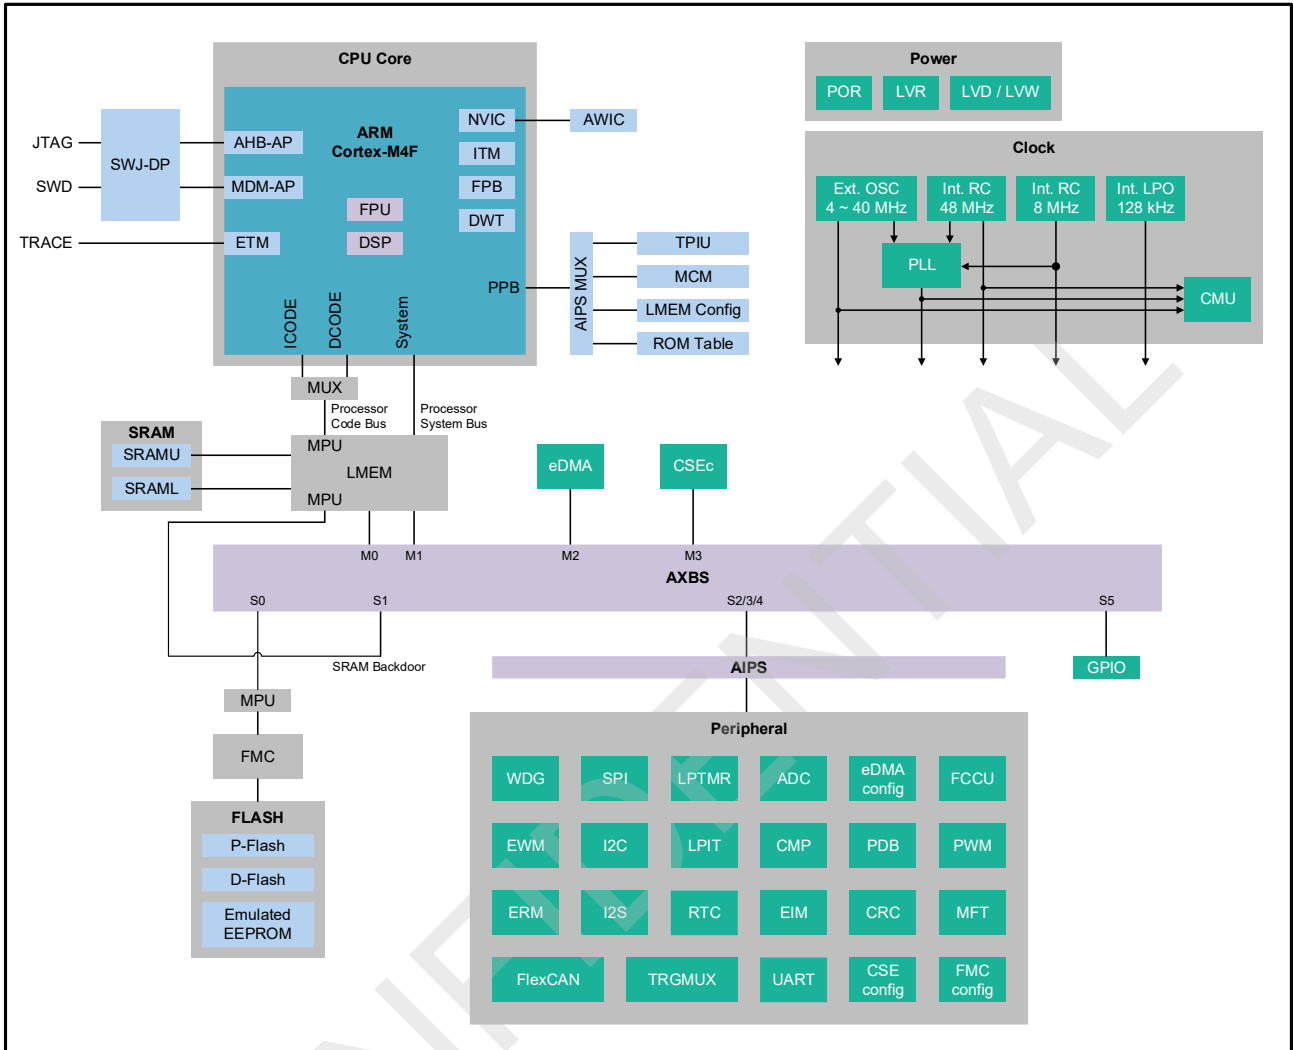 CPU Core
ARM
Cortex-M4F
NVIC
AWIC
JTAG
SWJ-DP
AHB-AP
ITM
SWD
MDM-AP
FPB
FPU
DWT
TRACE
ETM
DSP
PPB
AIPS MUX
TPIU
MCM
LMEM Config
ROM Table
ICODE
DCODE
System
MUX
Processor
Code Bus
Processor
System Bus
Power
POR
LVR
LVD / LVW
Clock
Ext. OSC
4 ~ 40 MHz
Int. RC
48 MHz
Int. RC
8 MHz
Int. LPO
128 kHz
PLL
CMU
SRAM
SRAMU
SRAML
MPU
LMEM
MPU
eDMA
CSEc
M0
M1
M2
M3
AXBS
S0
S1
S2/3/4
S5
SRAM Backdoor
AIPS
GPIO
MPU
FMC
FLASH
P-Flash
D-Flash
Emulated
EEPROM
Peripheral
WDG
SPI
LPTMR
ADC
eDMA
config
FCCU
EWM
I2C
LPIT
CMP
PDB
PWM
ERM
I2S
RTC
EIM
CRC
MFT
FlexCAN
TRGMUX
UART
CSE
config
FMC
config
NFIDENTIAL